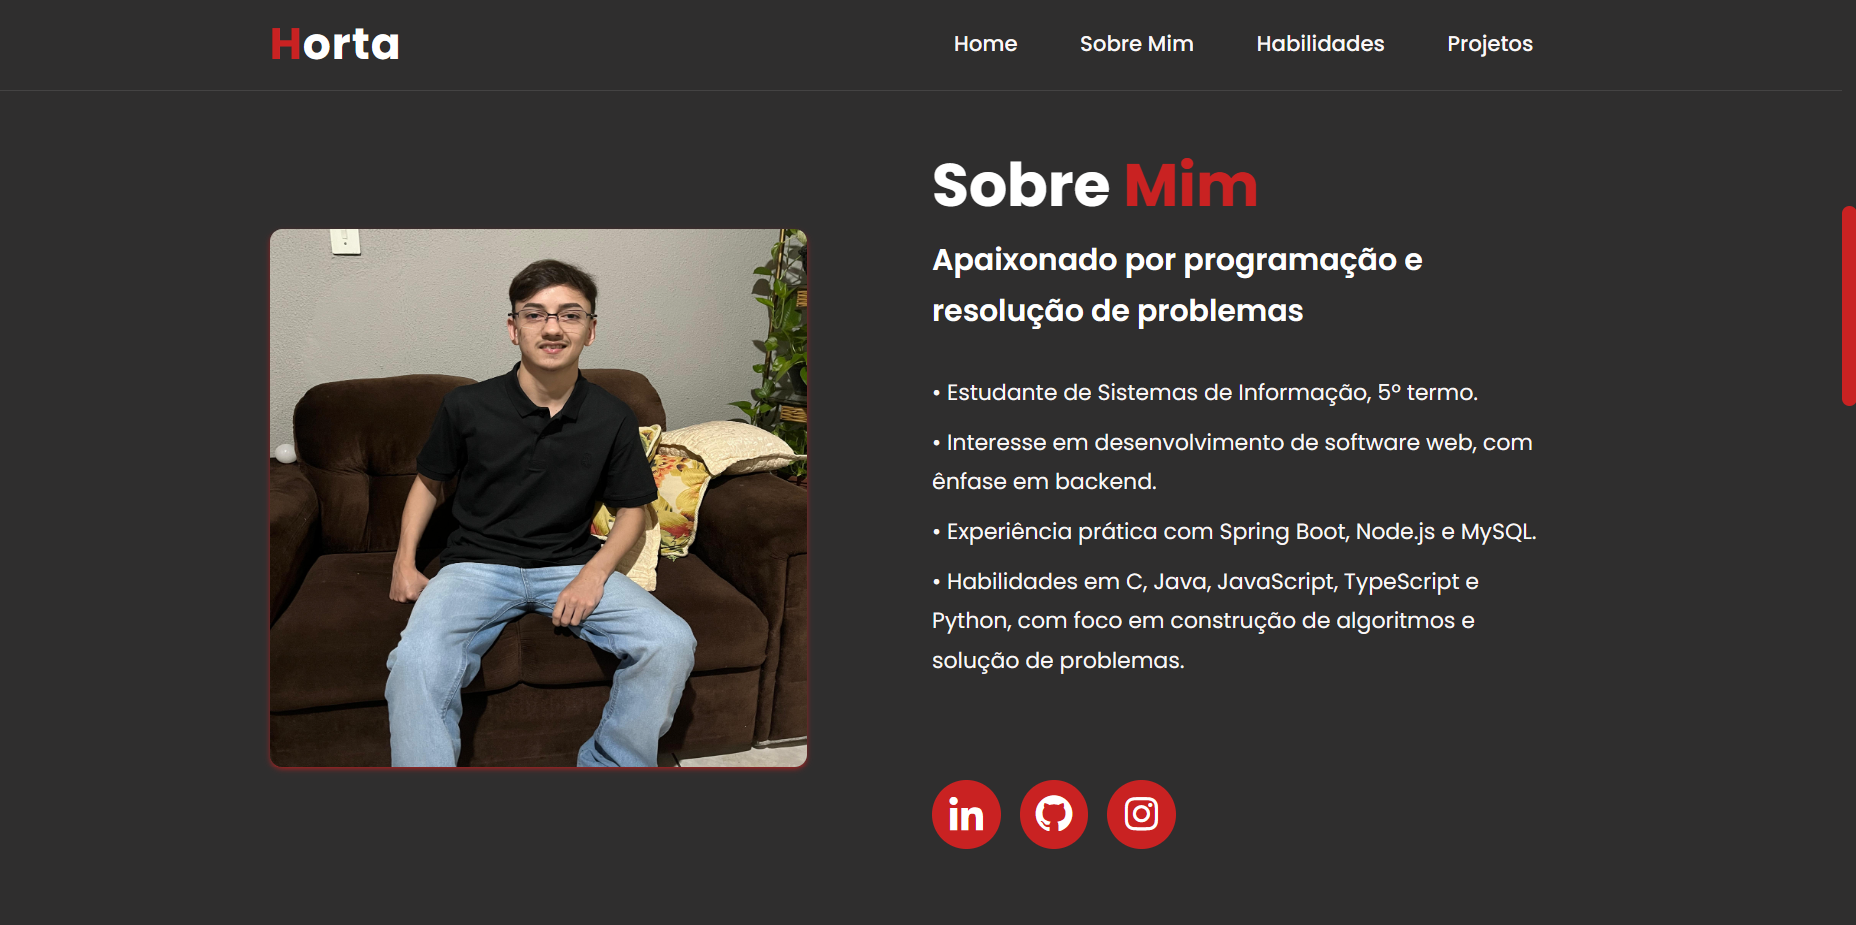 Horta
Home
Sobre Mim
Habilidades
Projetos
Sobre Mim
Apaixonado por programação e
resolução de problemas
• Estudante de Sistemas de Informação, 5º termo.
• Interesse em desenvolvimento de software web, com
ênfase em backend.
• Experiência prática com Spring Boot, Node.js e MySQL.
• Habilidades em C, Java, JavaScript, TypeScript e
Python, com foco em construção de algoritmos e
solução de problemas.
in